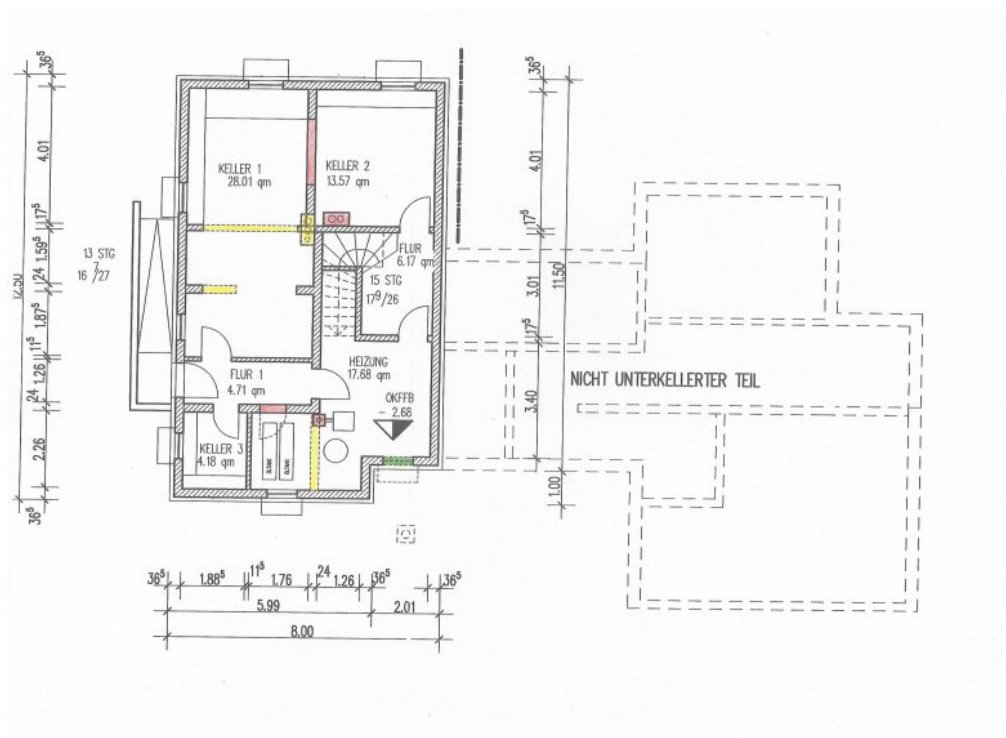 36⁵
4.01
17⁵
1.59⁵
24
1.87⁵
11⁵
1.26
24
2.26
36⁵
12.50
13 STG
16 /27
KELLER 1
28.01 qm
KELLER 2
13.57 qm
FLUR
6.17 qm
15 STG
17⁹/26
HEIZUNG
17.68 qm
FLUR 1
4.71 qm
OKFFB
- 2.68
KELLER 3
4.18 qm
36⁵
4.01
17⁵
3.01
17⁵
3.40
11.50
1.00
NICHT UNTERKELLERTER TEIL
36⁵
1.88⁵
11⁵
1.76
24
1.26
36⁵
36⁵
5.99
2.01
8.00